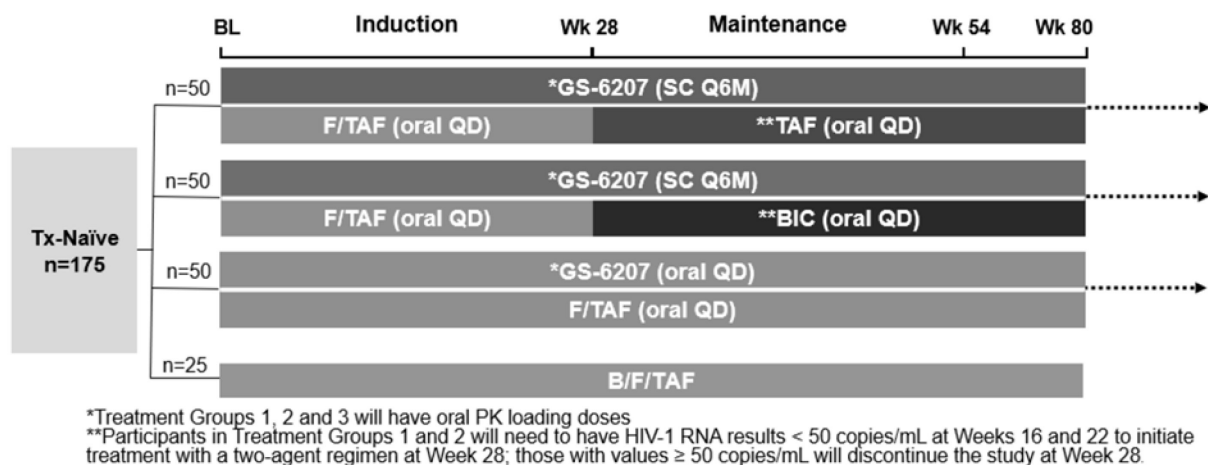 Induction Maintenance
BL Wk 28 Wk 54 Wk 80
n=50 *GS-6207 (SC Q6M)
F/TAF (oral QD) **TAF (oral QD)
n=50 *GS-6207 (SC Q6M)
F/TAF (oral QD) **BIC (oral QD)
Tx-Naïve
n=175
n=50 *GS-6207 (oral QD)
F/TAF (oral QD)
n=25 B/F/TAF
*Treatment Groups 1, 2 and 3 will have oral PK loading doses
**Participants in Treatment Groups 1 and 2 will need to have HIV-1 RNA results < 50 copies/mL at Weeks 16 and 22 to initiate
treatment with a two-agent regimen at Week 28; those with values ≥ 50 copies/mL will discontinue the study at Week 28.